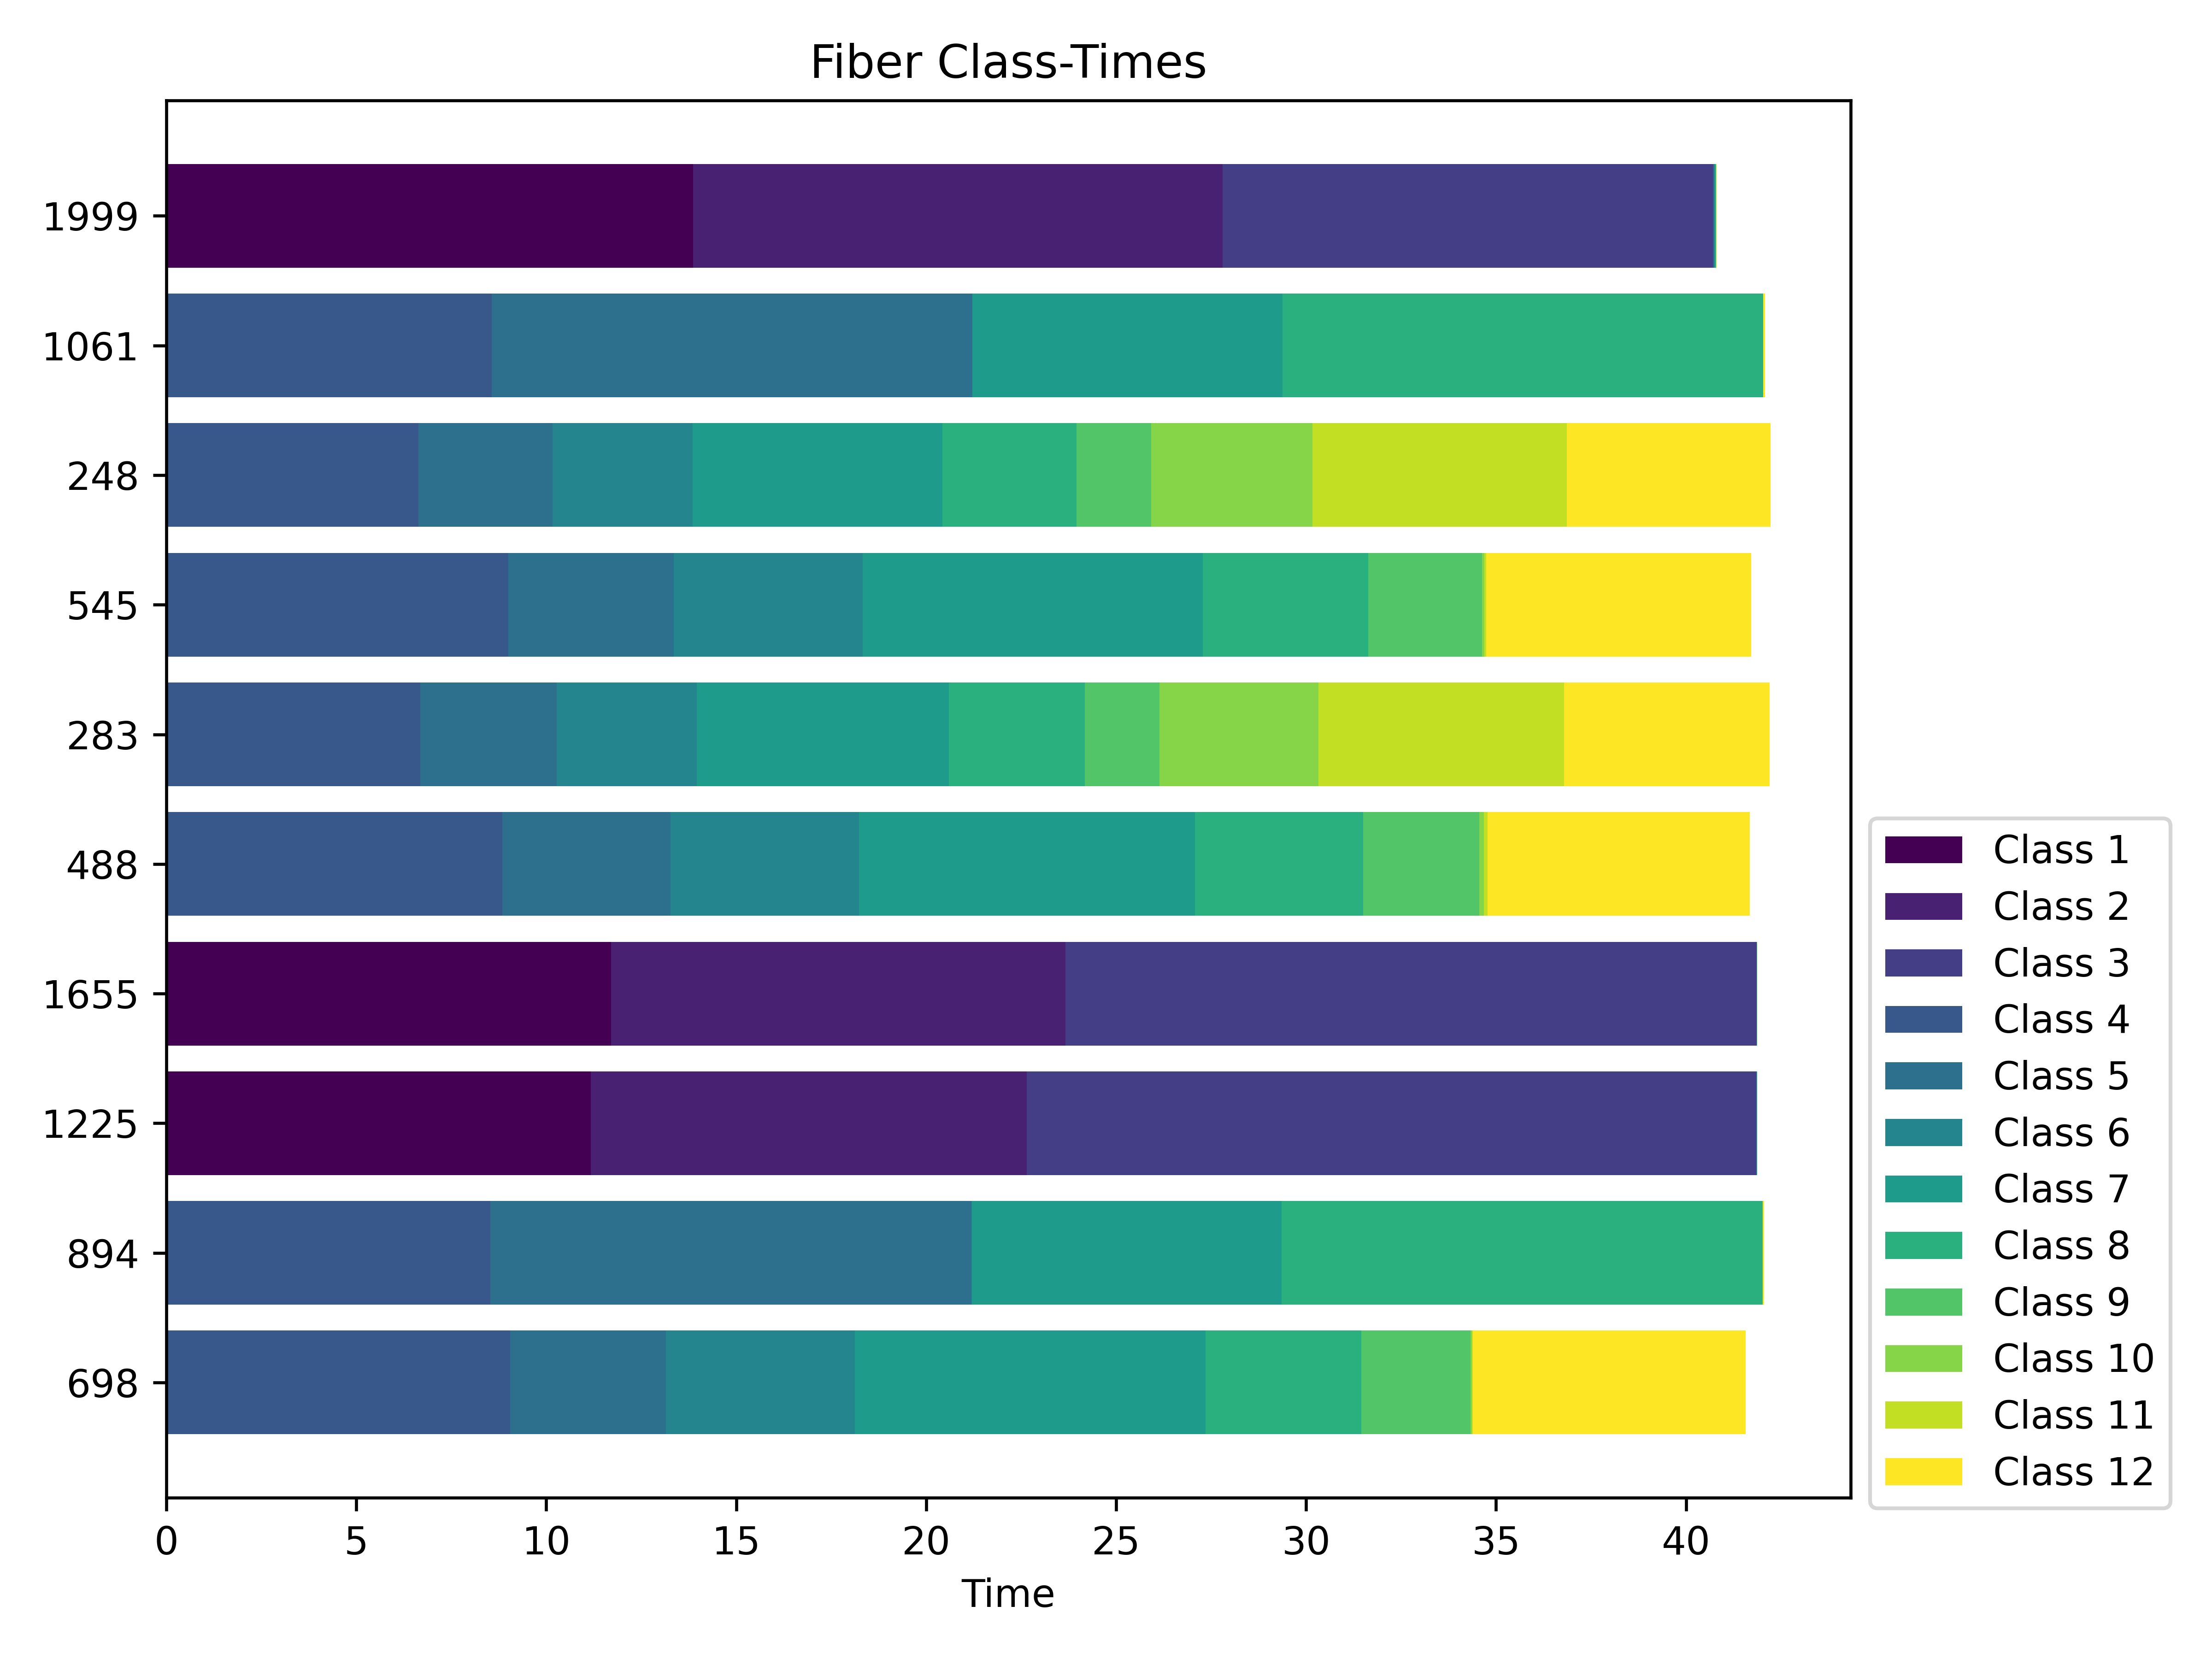 Fiber Class-Times
1999
1061
248
545
283
488
1655
1225
894
698
0 5 10 15 20 25 30 35 40
Time
Class 1
Class 2
Class 3
Class 4
Class 5
Class 6
Class 7
Class 8
Class 9
Class 10
Class 11
Class 12